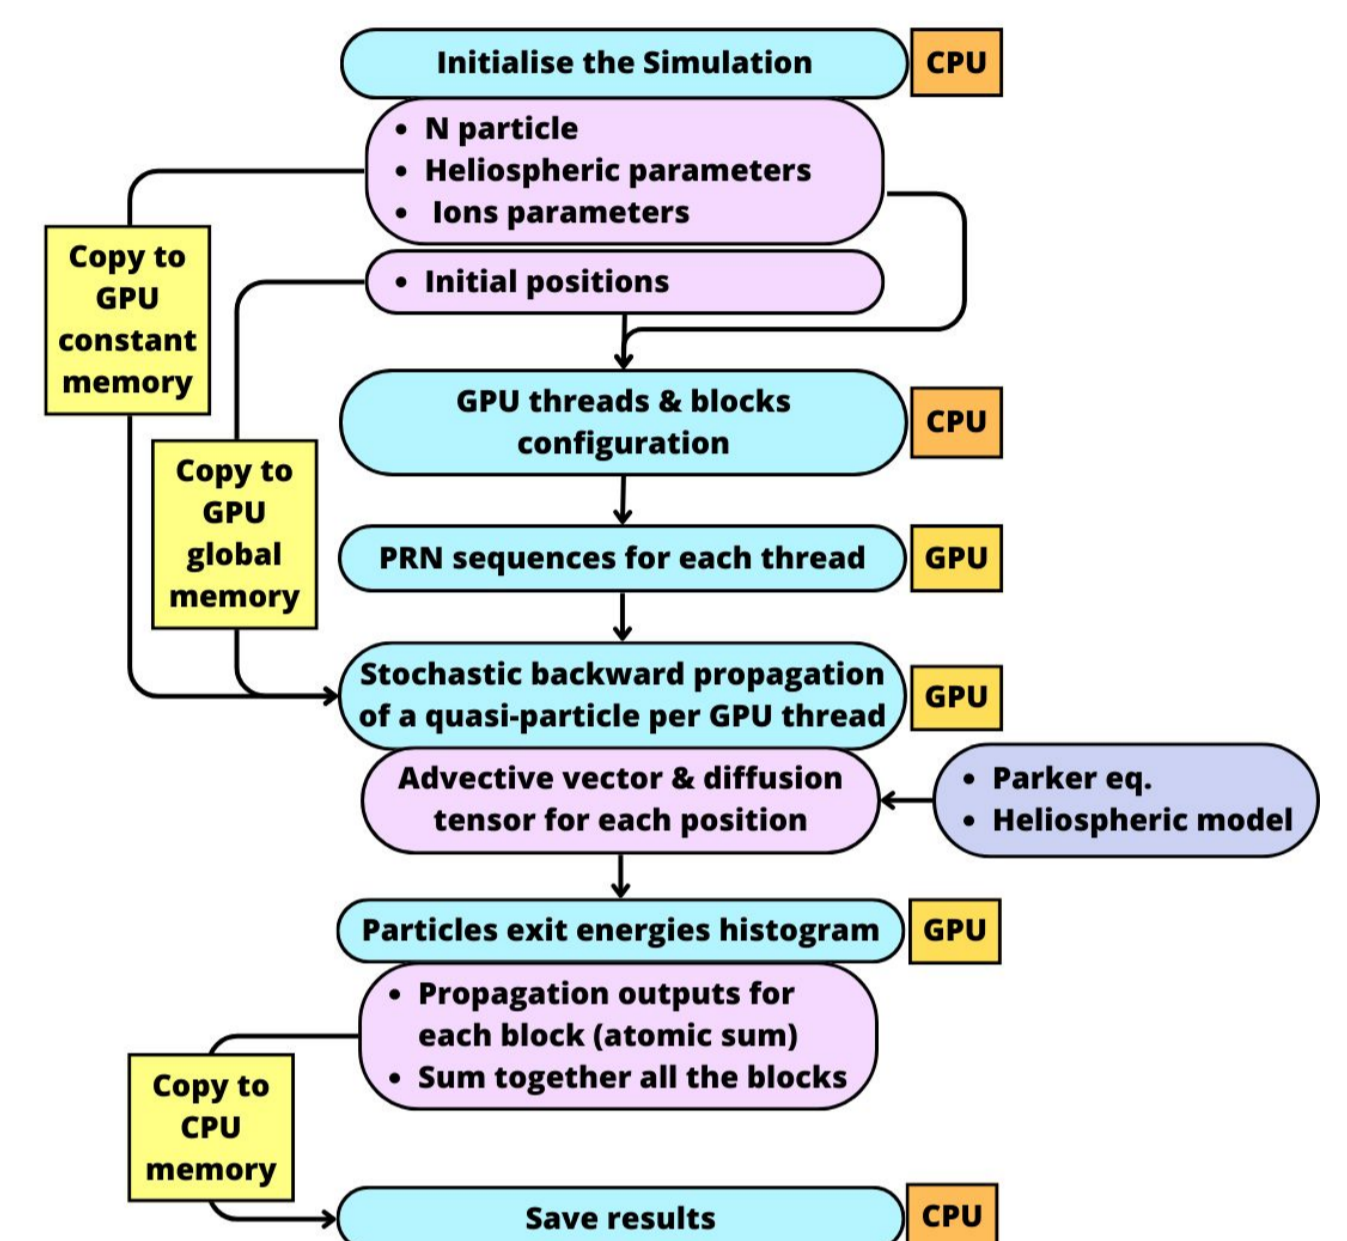 Initialise the Simulation
CPU
• N particle
• Heliospheric parameters
• Ions parameters
Copy to
GPU
constant
memory
• Initial positions
GPU threads & blocks
configuration
CPU
Copy to
GPU
global
memory
PRN sequences for each thread
GPU
Stochastic backward propagation
of a quasi-particle per GPU thread
GPU
Advective vector & diffusion
tensor for each position
• Parker eq.
• Heliospheric model
Particles exit energies histogram
GPU
• Propagation outputs for
each block (atomic sum)
• Sum together all the blocks
Copy to
CPU
memory
Save results
CPU